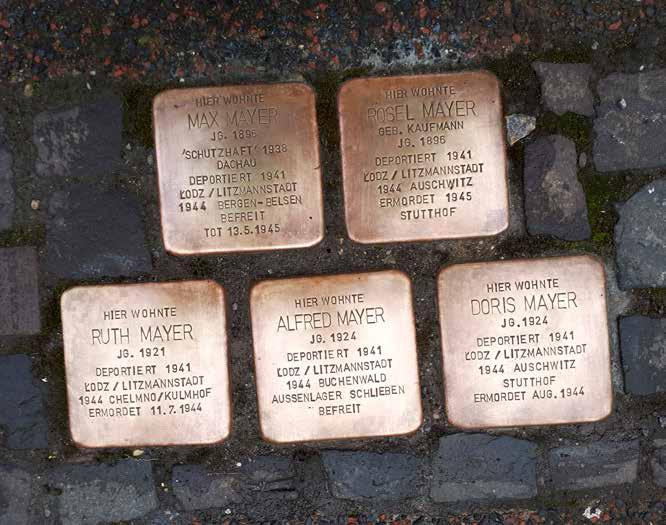 HIER WOHNTE
MAX MAYER
JG. 1896
'SCHUTZHAFT' 1938
DACHAU
DEPORTIERT 1941
ŁODZ / LITZMANNSTADT
1944 BERGEN-BELSEN
BEFREIT
TOT 13.5.1945
HIER WOHNTE
ROSEL MAYER
GEB. KAUFMANN
JG. 1896
DEPORTIERT 1941
ŁODZ / LITZMANNSTADT
1944 AUSCHWITZ
ERMORDET 1945
STUTTHOF
HIER WOHNTE
RUTH MAYER
JG. 1921
DEPORTIERT 1941
ŁODZ / LITZMANNSTADT
1944 CHELMNO / KULMHOF
ERMORDET 11.7.1944
HIER WOHNTE
ALFRED MAYER
JG. 1924
DEPORTIERT 1941
ŁODZ / LITZMANNSTADT
1944 BUCHENWALD
AUSSENLAGER SCHLIEBEN
BEFREIT
HIER WOHNTE
DORIS MAYER
JG. 1924
DEPORTIERT 1941
ŁODZ / LITZMANNSTADT
1944 AUSCHWITZ
STUTTHOF
ERMORDET AUG. 1944